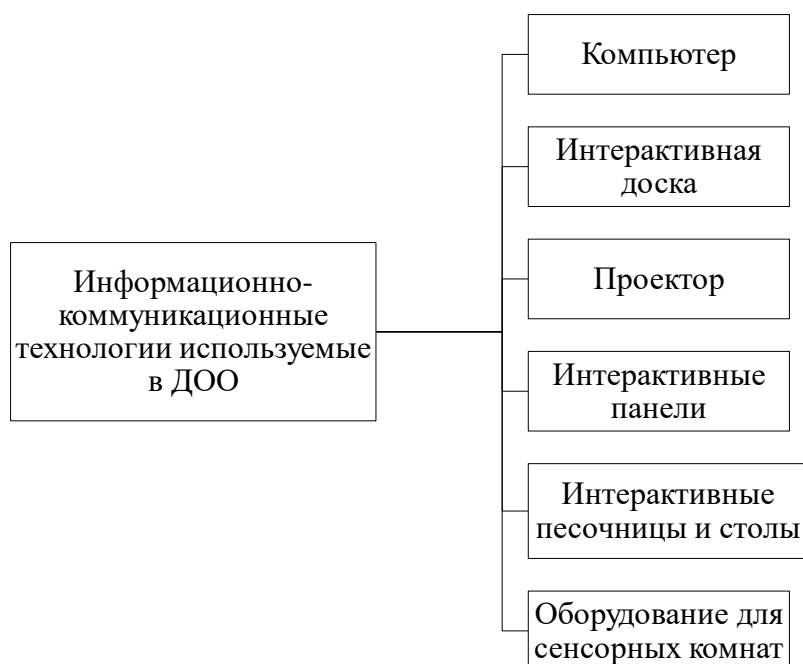 Информационно-
коммуникационные
технологии используемые
в ДОО
Компьютер
Интерактивная
доска
Проектор
Интерактивные
панели
Интерактивные
песочницы и столы
Оборудование для
сенсорных комнат